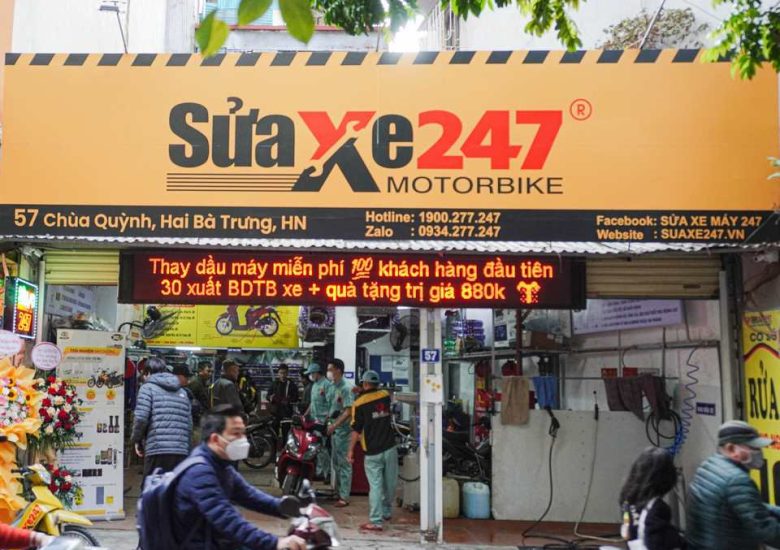 SửaXe247®
MOTORBIKE
57 Chùa Quỳnh, Hai Bà Trưng, HN
Hotline: 1900.277.247
Zalo : 0934.277.247
Facebook: SỬA XE MÁY 247
Website : SUAXE247.VN
Thay dầu máy miễn phí 100 khách hàng đầu tiên
30 xuất BDTB xe + quà tặng trị giá 880k
57
RỬA